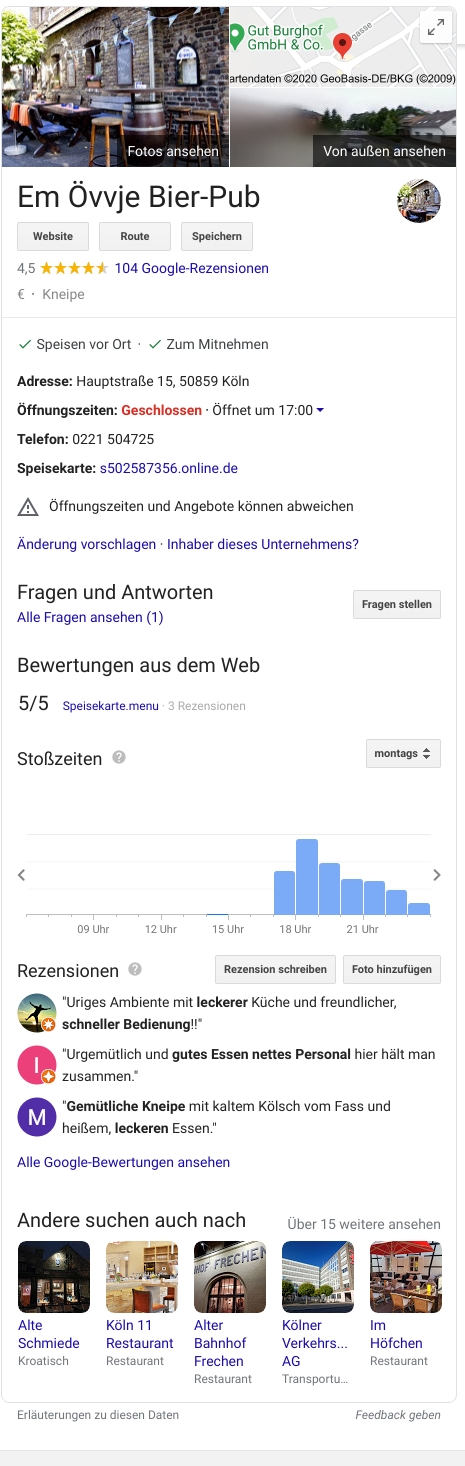 Gut Burghof
GmbH & Co.
gasse
artendaten ©2020 GeoBasis-DE/BKG (©2009)
Fotos ansehen
Von außen ansehen
Em Övvje Bier-Pub
Website Route Speichern
4,5 104 Google-Rezensionen
€ · Kneipe
Speisen vor Ort · Zum Mitnehmen
Adresse: Hauptstraße 15, 50859 Köln
Öffnungszeiten: Geschlossen · Öffnet um 17:00
Telefon: 0221 504725
Speisekarte: s502587356.online.de
Öffnungszeiten und Angebote können abweichen
Änderung vorschlagen · Inhaber dieses Unternehmens?
Fragen und Antworten
Alle Fragen ansehen (1)
Fragen stellen
Bewertungen aus dem Web
5/5 Speisekarte.menu · 3 Rezensionen
Stoßzeiten ? montags
09 Uhr 12 Uhr 15 Uhr 18 Uhr 21 Uhr
Rezensionen ? Rezension schreiben Foto hinzufügen
"Uriges Ambiente mit leckerer Küche und freundlicher,
schneller Bedienung!!"
I
"Urgemütlich und gutes Essen nettes Personal hier hält man
zusammen."
M
"Gemütliche Kneipe mit kaltem Kölsch vom Fass und
heißem, leckeren Essen."
Alle Google-Bewertungen ansehen
Andere suchen auch nach Über 15 weitere ansehen
HOF FRECHEN
Alte
Schmiede
Kroatisch
Köln 11
Restaurant
Restaurant
Alter
Bahnhof
Frechen
Restaurant
Kölner
Verkehrs...
AG
Transportu...
Im
Höfchen
Restaurant
Erläuterungen zu diesen Daten Feedback geben